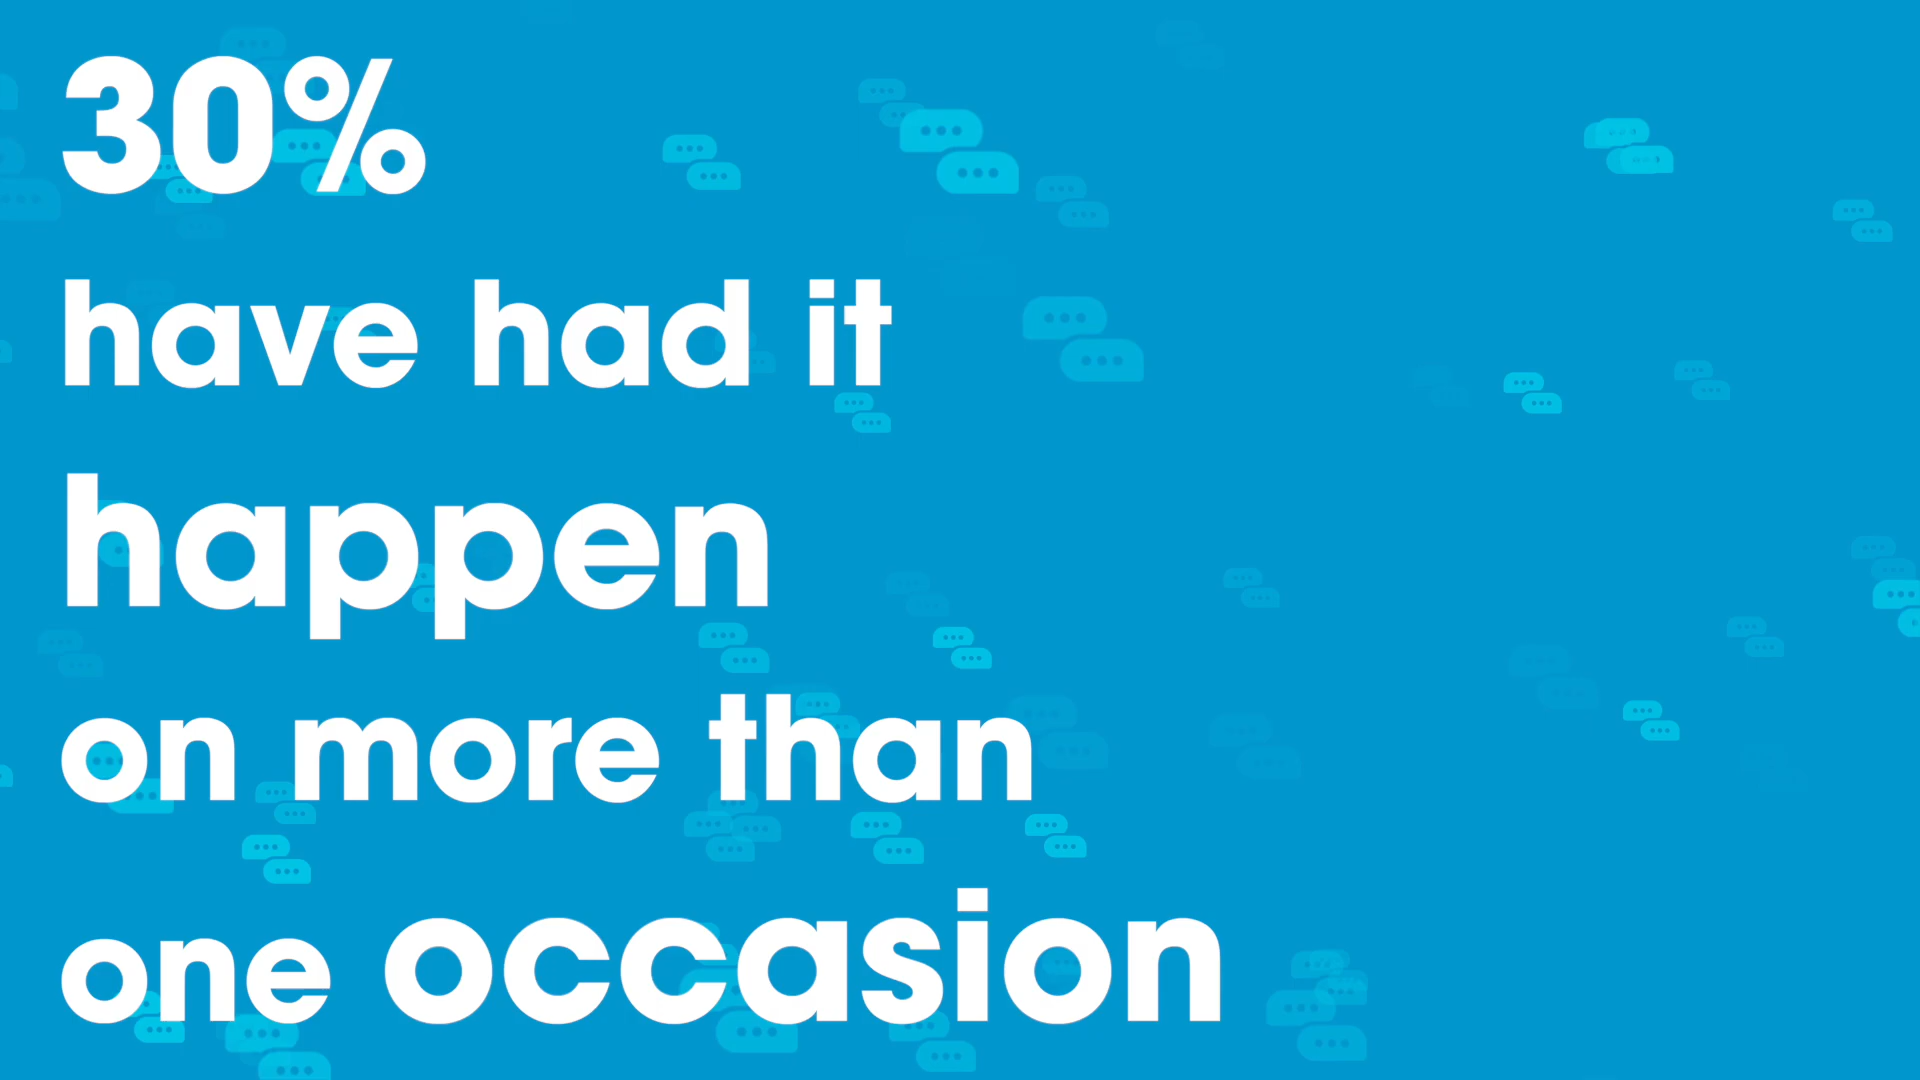 30%
have had it
happen
on more than
one occasion